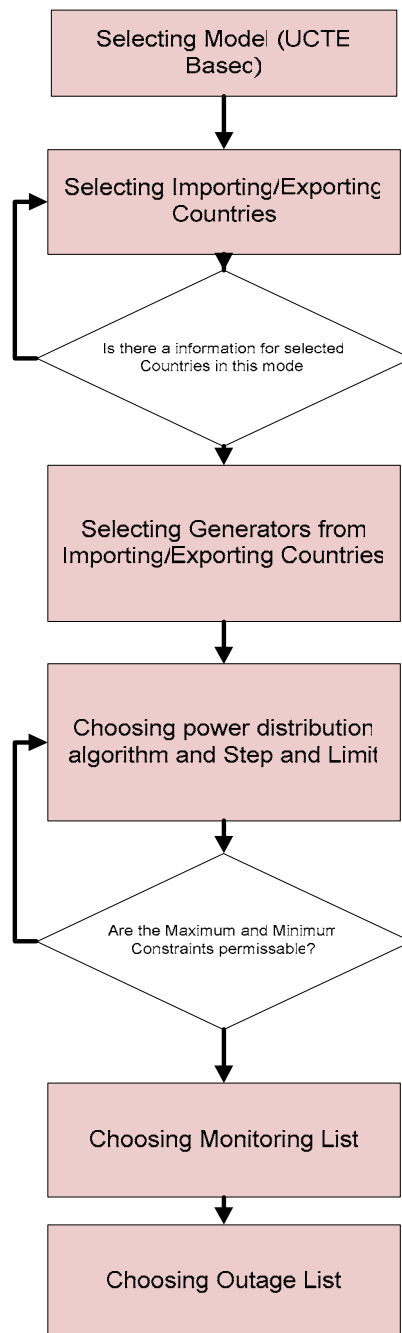 Selecting Model (UCTE
Based)
Selecting Importing/Exporting
Countries
Is there a information for selected
Countries in this mode
Selecting Generators from
Importing/Exporting Countries
Choosing power distribution
algorithm and Step and Limit
Are the Maximum and Minimum
Constraints permissable?
Choosing Monitoring List
Choosing Outage List